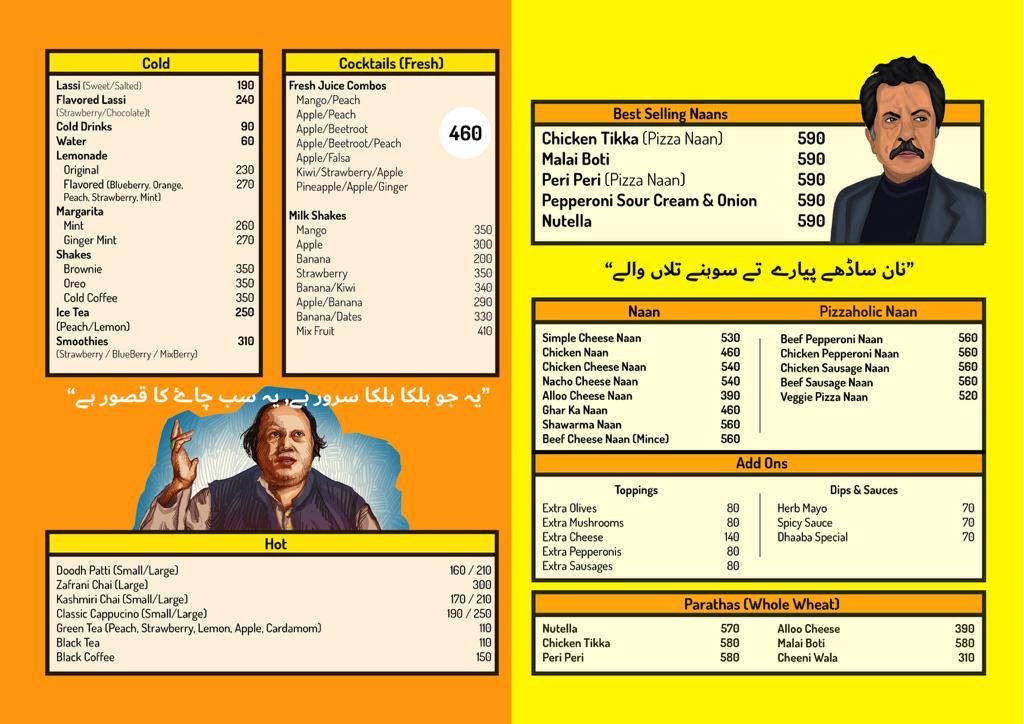 Cold
Lassi (Sweet/Salted) 190
Flavored Lassi 240
(Strawberry/Chocolate)t
Cold Drinks 90
Water 60
Lemonade
Original 230
Flavored (Blueberry, Orange, 270
Peach, Strawberry, Mint)
Margarita
Mint 260
Ginger Mint 270
Shakes
Brownie 350
Oreo 350
Cold Coffee 350
Ice Tea 250
(Peach/Lemon)
Smoothies 310
(Strawberry / BlueBerry / MixBerry)
Cocktails (Fresh)
Fresh Juice Combos
Mango/Peach
Apple/Peach
Apple/Beetroot
460
Apple/Beetroot/Peach
Apple/Falsa
Kiwi/Strawberry/Apple
Pineapple/Apple/Ginger
Milk Shakes
Mango 350
Apple 300
Banana 200
Strawberry 350
Banana/Kiwi 340
Apple/Banana 290
Banana/Dates 330
Mix Fruit 410
”یہ جو ہلکا ہلکا سرور ہے, یہ سب چائے کا قصور ہے“
Hot
Doodh Patti (Small/Large) 160 / 210
Zafrani Chai (Large) 300
Kashmiri Chai (Small/Large) 170 / 210
Classic Cappucino (Small/Large) 190 / 250
Green Tea (Peach, Strawberry, Lemon, Apple, Cardamom) 110
Black Tea 110
Black Coffee 150
Best Selling Naans
Chicken Tikka (Pizza Naan) 590
Malai Boti 590
Peri Peri (Pizza Naan) 590
Pepperoni Sour Cream & Onion 590
Nutella 590
”نان ساڈھے پیارے تے سوہنے تلاں والے“
Naan
Simple Cheese Naan 530
Chicken Naan 460
Chicken Cheese Naan 540
Nacho Cheese Naan 540
Alloo Cheese Naan 390
Ghar Ka Naan 460
Shawarma Naan 560
Beef Cheese Naan (Mince) 560
Pizzaholic Naan
Beef Pepperoni Naan 560
Chicken Pepperoni Naan 560
Chicken Sausage Naan 560
Beef Sausage Naan 560
Veggie Pizza Naan 520
Add Ons
Toppings
Extra Olives 80
Extra Mushrooms 80
Extra Cheese 140
Extra Pepperonis 80
Extra Sausages 80
Dips & Sauces
Herb Mayo 70
Spicy Sauce 70
Dhaaba Special 70
Parathas (Whole Wheat)
Nutella 570
Chicken Tikka 580
Peri Peri 580
Alloo Cheese 390
Malai Boti 580
Cheeni Wala 310